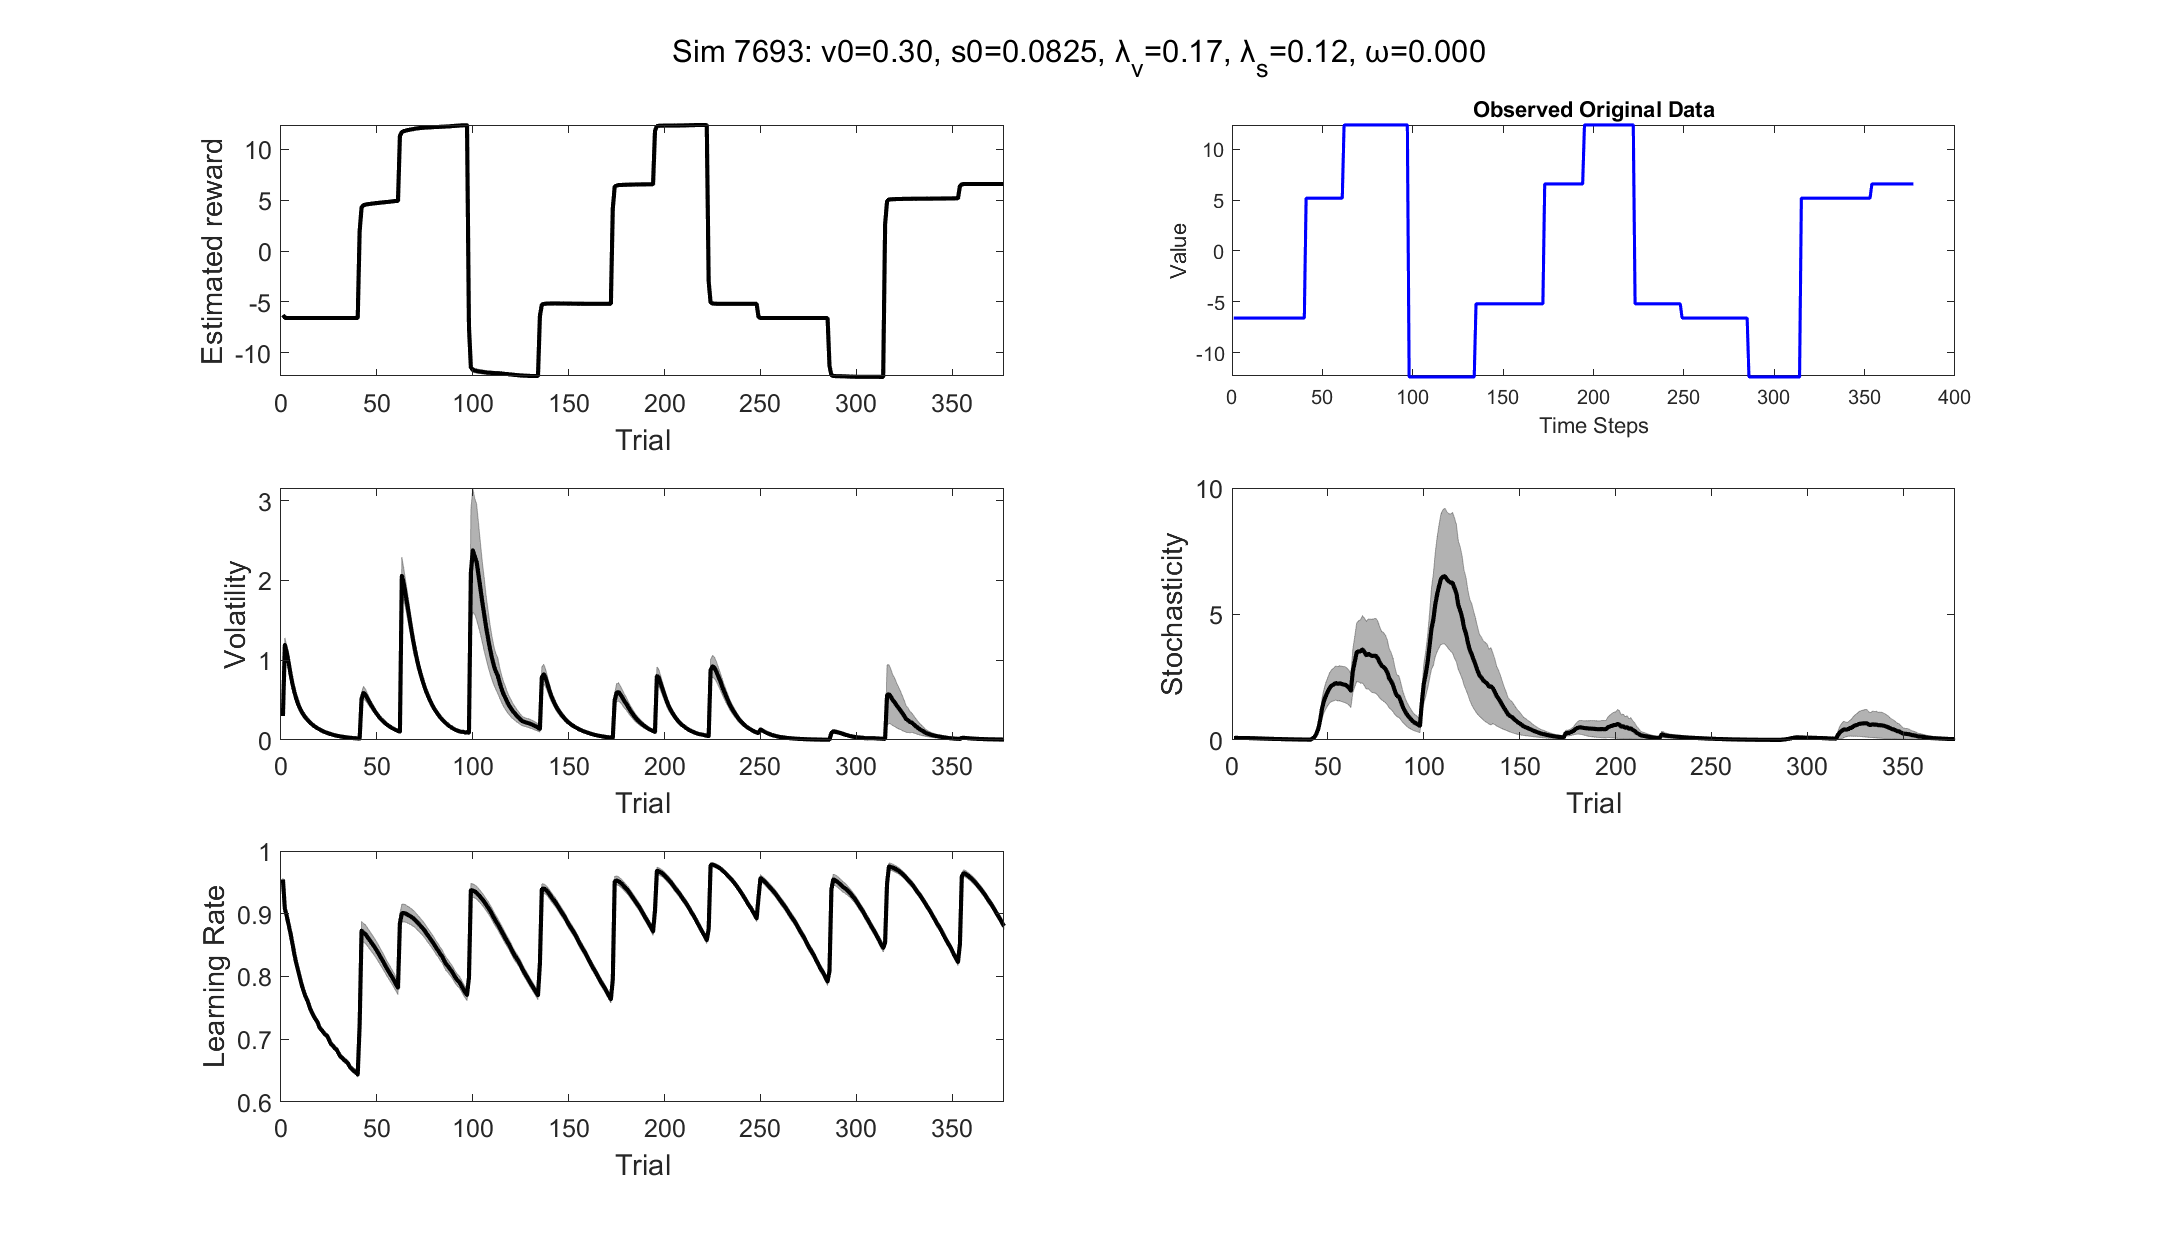 Sim 7693: v0=0.30, s0=0.0825, λ_v=0.17, λ_s=0.12, ω=0.000
Estimated reward
10
5
0
-5
-10
0 50 100 150 200 250 300 350
Trial
Observed Original Data
Value
10
5
0
-5
-10
0 50 100 150 200 250 300 350 400
Time Steps
Volatility
3
2
1
0
0 50 100 150 200 250 300 350
Trial
Stochasticity
10
5
0
0 50 100 150 200 250 300 350
Trial
Learning Rate
1
0.9
0.8
0.7
0.6
0 50 100 150 200 250 300 350
Trial